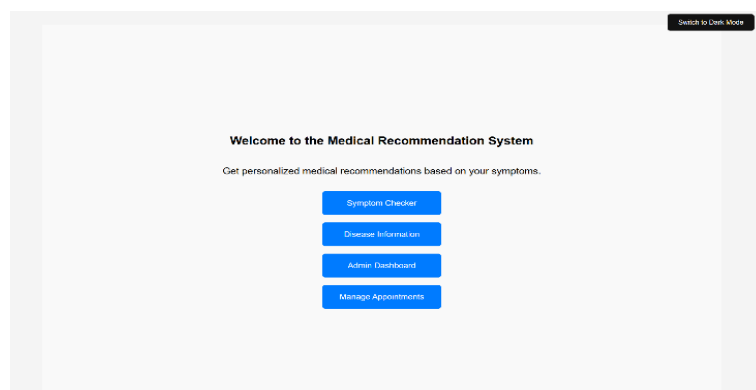 Switch to Dark Mode
Welcome to the Medical Recommendation System
Get personalized medical recommendations based on your symptoms.
Symptom Checker
Disease Information
Admin Dashboard
Manage Appointments